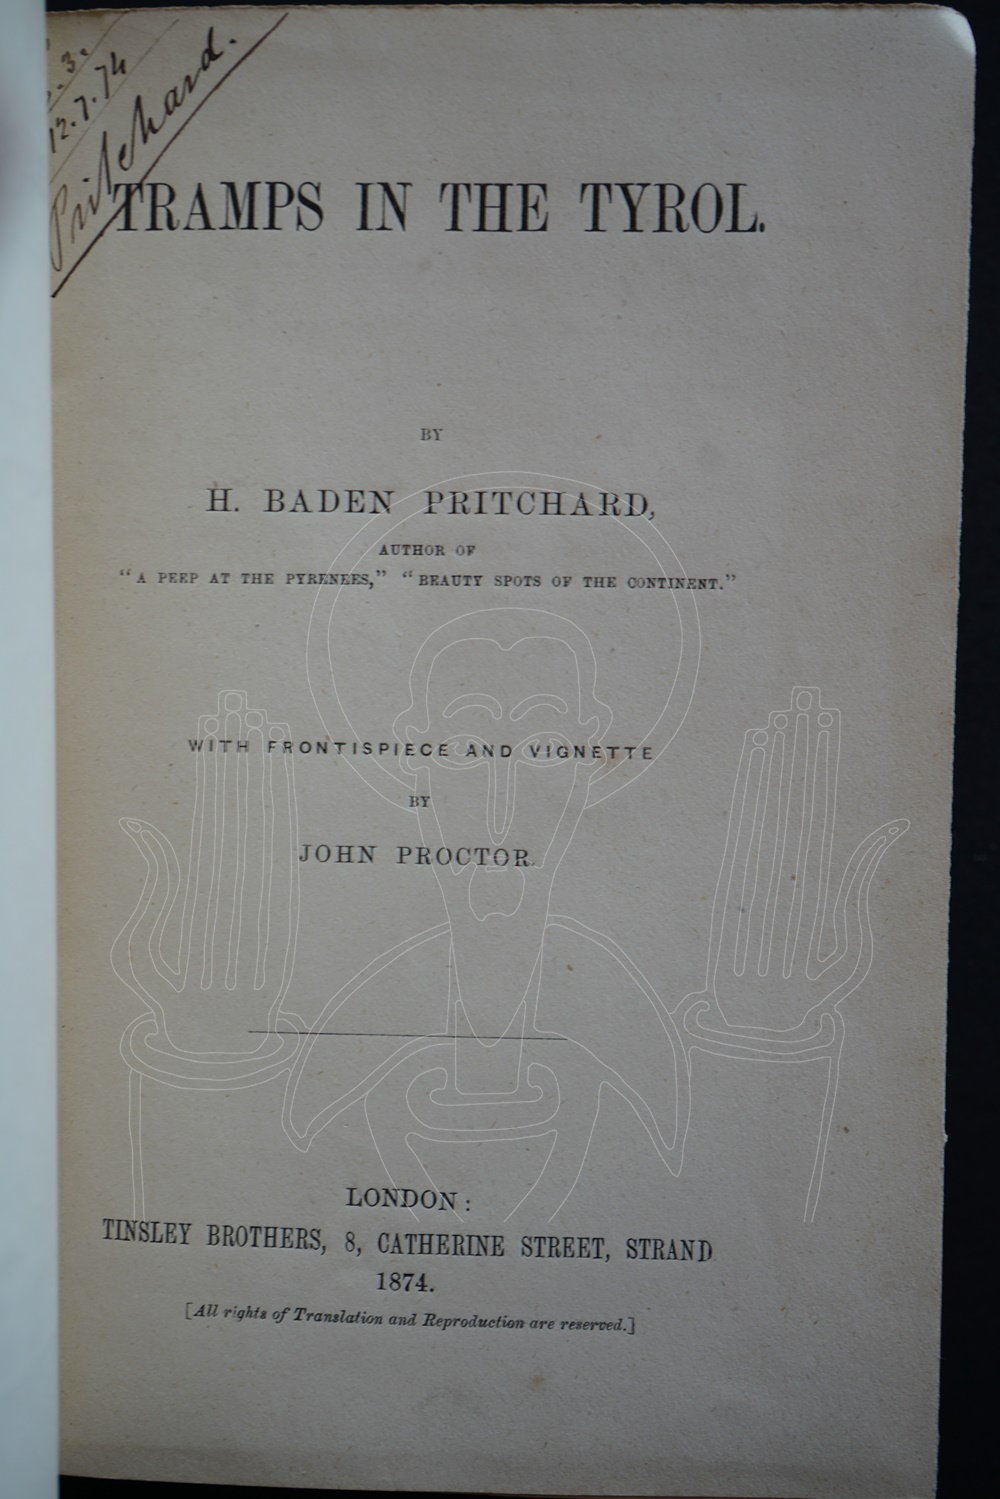 12.7.74
Pritchard.
TRAMPS IN THE TYROL.
BY
H. BADEN PRITCHARD,
AUTHOR OF
“A PEEP AT THE PYRENEES,” “BEAUTY SPOTS OF THE CONTINENT.”
WITH FRONTISPIECE AND VIGNETTE
BY
JOHN PROCTOR.
LONDON:
TINSLEY BROTHERS, 8, CATHERINE STREET, STRAND
1874.
[All rights of Translation and Reproduction are reserved.]